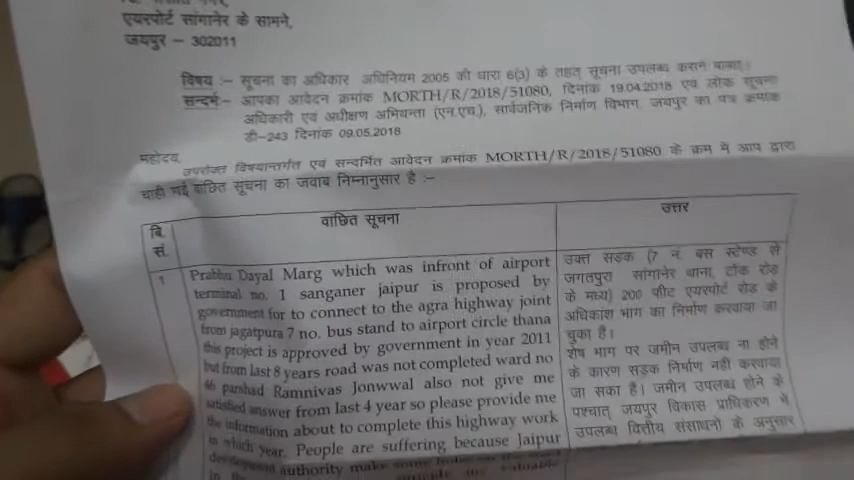 एयरपोर्ट सांगानेर के सामने,
जयपुर – 302011
विषय :– सूचना का अधिकार अधिनियम 2005 की धारा 6(3) के तहत् सूचना उपलब्ध कराने बाबत्।
सन्दर्भ:– आपका आवेदन क्रमांक MORTH/R/2018/51080, दिनांक 19.04.2018 एवं लोक सूचना
अधिकारी एवं अधीक्षण अभियन्ता (एन.एच.), सार्वजनिक निर्माण विभाग, जयपुर का पत्र क्रमांक
डी–243 दिनांक 09.05.2018
महोदय,
उपरोक्त विषयान्तर्गत एवं सन्दर्भित आवेदन क्रमांक MORTH/R/2018/51080 के क्रम में आप द्वारा
चाही गई वांछित सूचना का जवाब निम्नानुसार है :–
बि. सं.
वांछित सूचना
उत्तर
1
Prabhu Dayal Marg which was infront of airport
terminal no. 1 sanganer jaipur is proposed by
government for to connect to the agra highway joint
from jagatpura 7 no. bus stand to airport circle thana
this project is approved by government in year 2011
but from last 8 years road was not completed ward no
46 parshad Ramnivas Jonwwal also not give me
satisfied answer from last 4 year so please provide me
the information about to complete this highway work
in which year. People are suffering because Jaipur
development authority make some
उक्त सड़क (7 नं. बस स्टेण्ड से
जगतपुरा सांगानेर थाना, टोंक रोड
के मध्य) 200 फीट एयरपोर्ट रोड के
अधिकांश भाग का निर्माण करवाया जा
चुका है।
शेष भाग पर जमीन उपलब्ध ना होने
के कारण सड़क निर्माण नहीं करवाया
जा सका है। जमीन उपलब्ध होने के
पश्चात् जयपुर विकास प्राधिकरण में
उपलब्ध वित्तीय संसाधनों के अनुसार